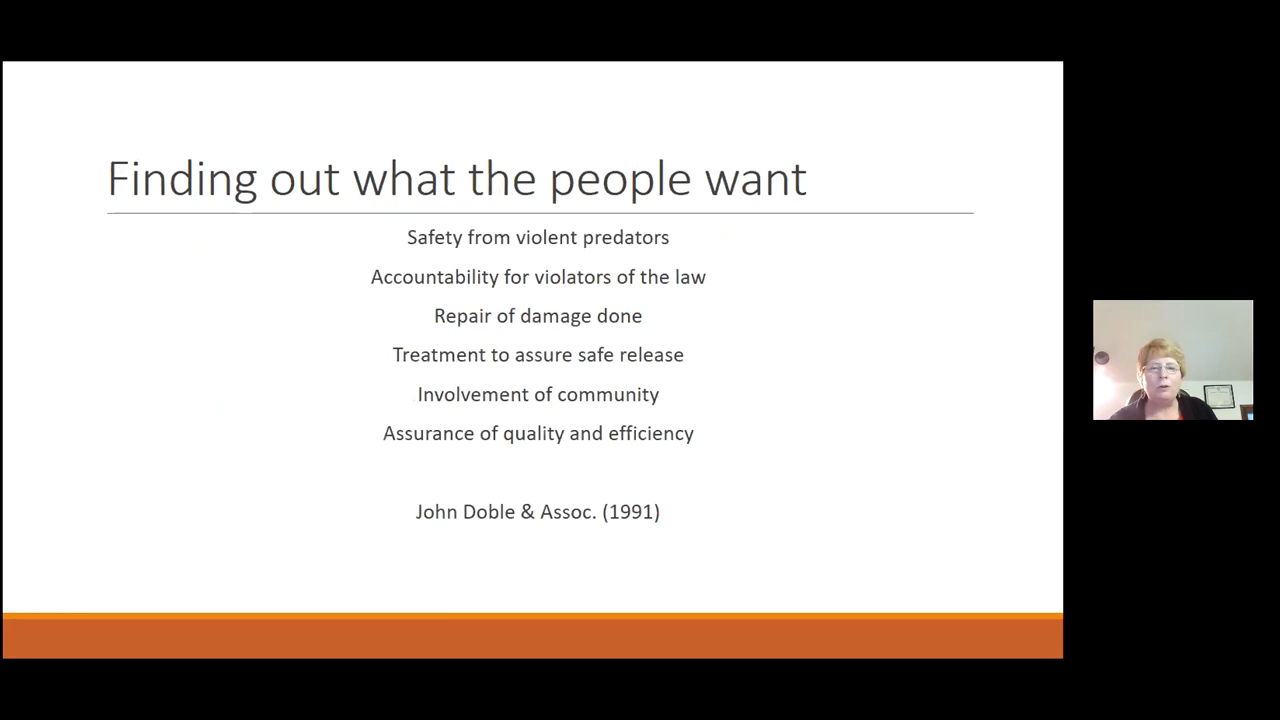 Finding out what the people want
Safety from violent predators
Accountability for violators of the law
Repair of damage done
Treatment to assure safe release
Involvement of community
Assurance of quality and efficiency
John Doble & Assoc. (1991)